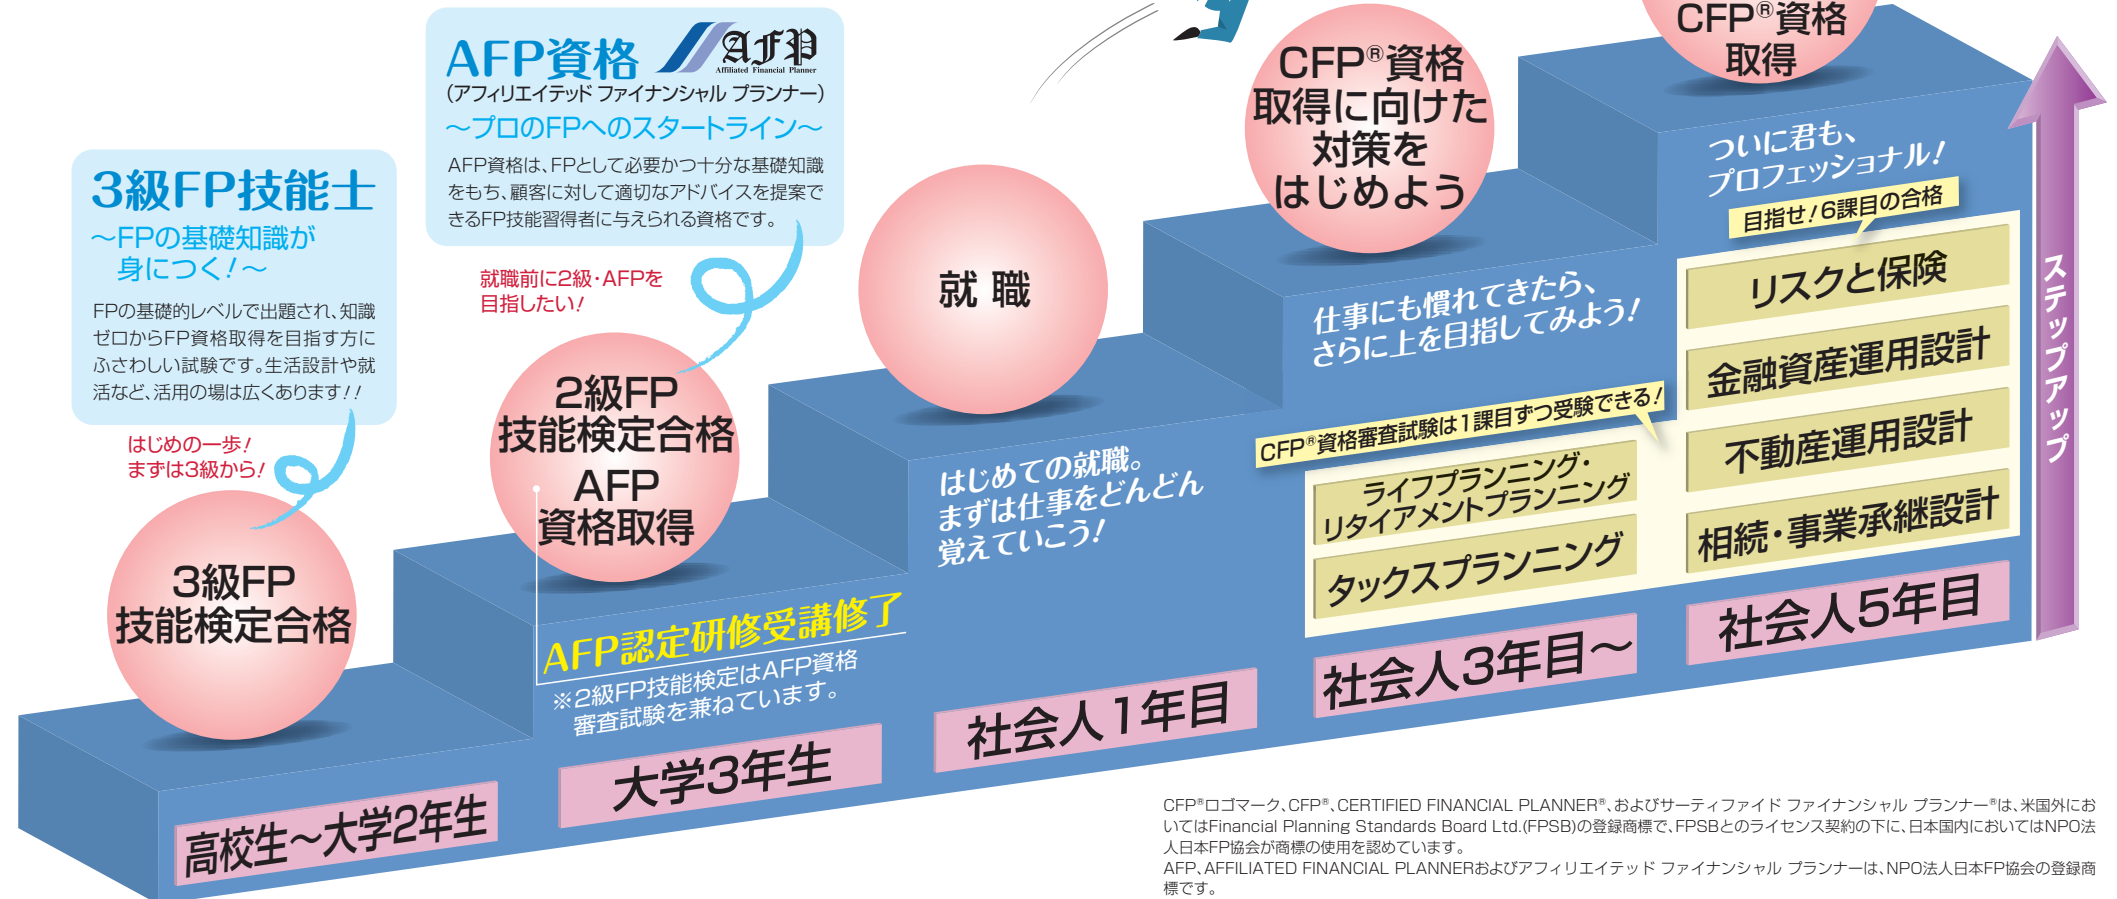 3級FP技能士
～FPの基礎知識が
身につく！～
FPの基礎的レベルで出題され、知識
ゼロからFP資格取得を目指す方に
ふさわしい試験です。生活設計や就
活など、活用の場は広くあります！！
はじめの一歩！
まずは3級から！
3級FP
技能検定合格
高校生～大学2年生
AFP資格
AFP
Affiliated Financial Planner
（アフィリエイテッド ファイナンシャル プランナー）
～プロのFPへのスタートライン～
AFP資格は、FPとして必要かつ十分な基礎知識
をもち、顧客に対して適切なアドバイスを提案で
きるFP技能習得者に与えられる資格です。
就職前に2級・AFPを
目指したい！
2級FP
技能検定合格
AFP
資格取得
AFP認定研修受講修了
※2級FP技能検定はAFP資格
審査試験を兼ねています。
大学3年生
就職
はじめての就職。
まずは仕事をどんどん
覚えていこう！
社会人1年目
CFP®資格
取得に向けた
対策を
はじめよう
仕事にも慣れてきたら、
さらに上を目指してみよう！
CFP®資格審査試験は1課目ずつ受験できる！
ライフプランニング・
リタイアメントプランニング
タックスプランニング
社会人3年目～
CFP®資格
取得
ついに君も、
プロフェッショナル！
目指せ！6課目の合格
リスクと保険
金融資産運用設計
不動産運用設計
相続・事業承継設計
社会人5年目
ステップアップ
CFP®ロゴマーク、CFP®、CERTIFIED FINANCIAL PLANNER®、およびサーティファイド ファイナンシャル プランナー®は、米国外にお
いてはFinancial Planning Standards Board Ltd.(FPSB)の登録商標で、FPSBとのライセンス契約の下に、日本国内においてはNPO法
人日本FP協会が商標の使用を認めています。
AFP、AFFILIATED FINANCIAL PLANNERおよびアフィリエイテッド ファイナンシャル プランナーは、NPO法人日本FP協会の登録商
標です。